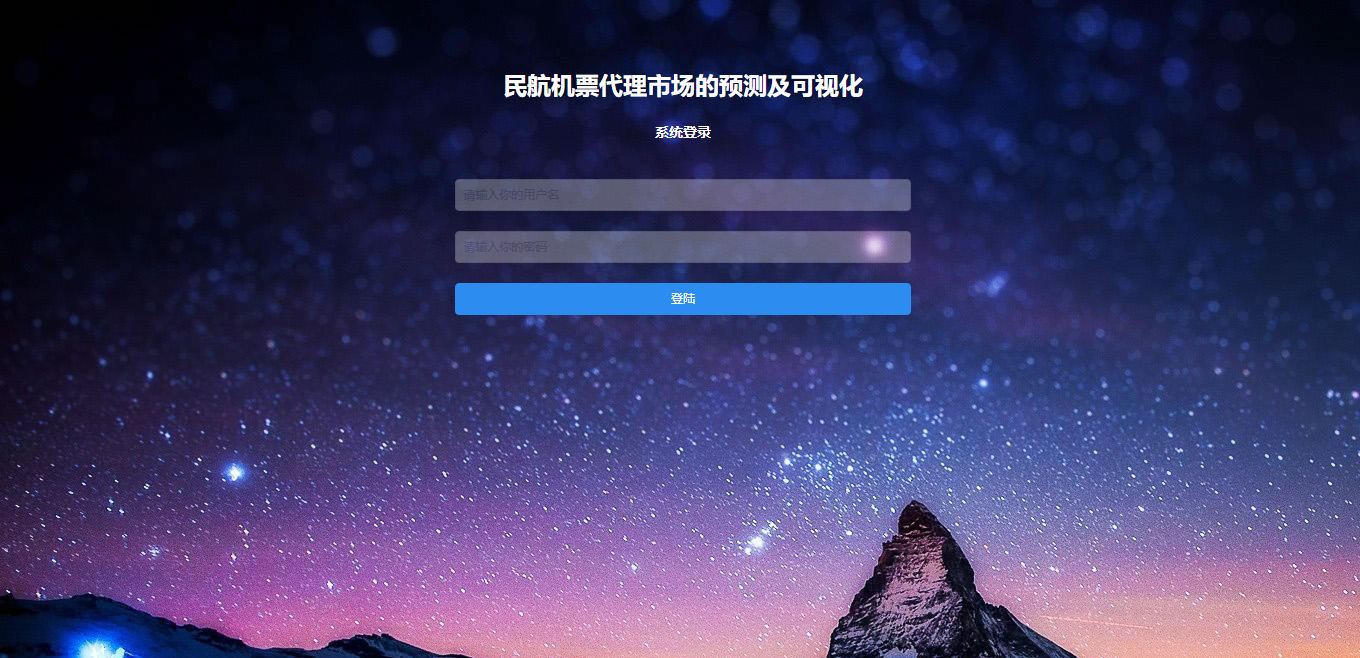 民航机票代理市场的预测及可视化
系统登录
请输入你的用户名
请输入你的密码
登陆